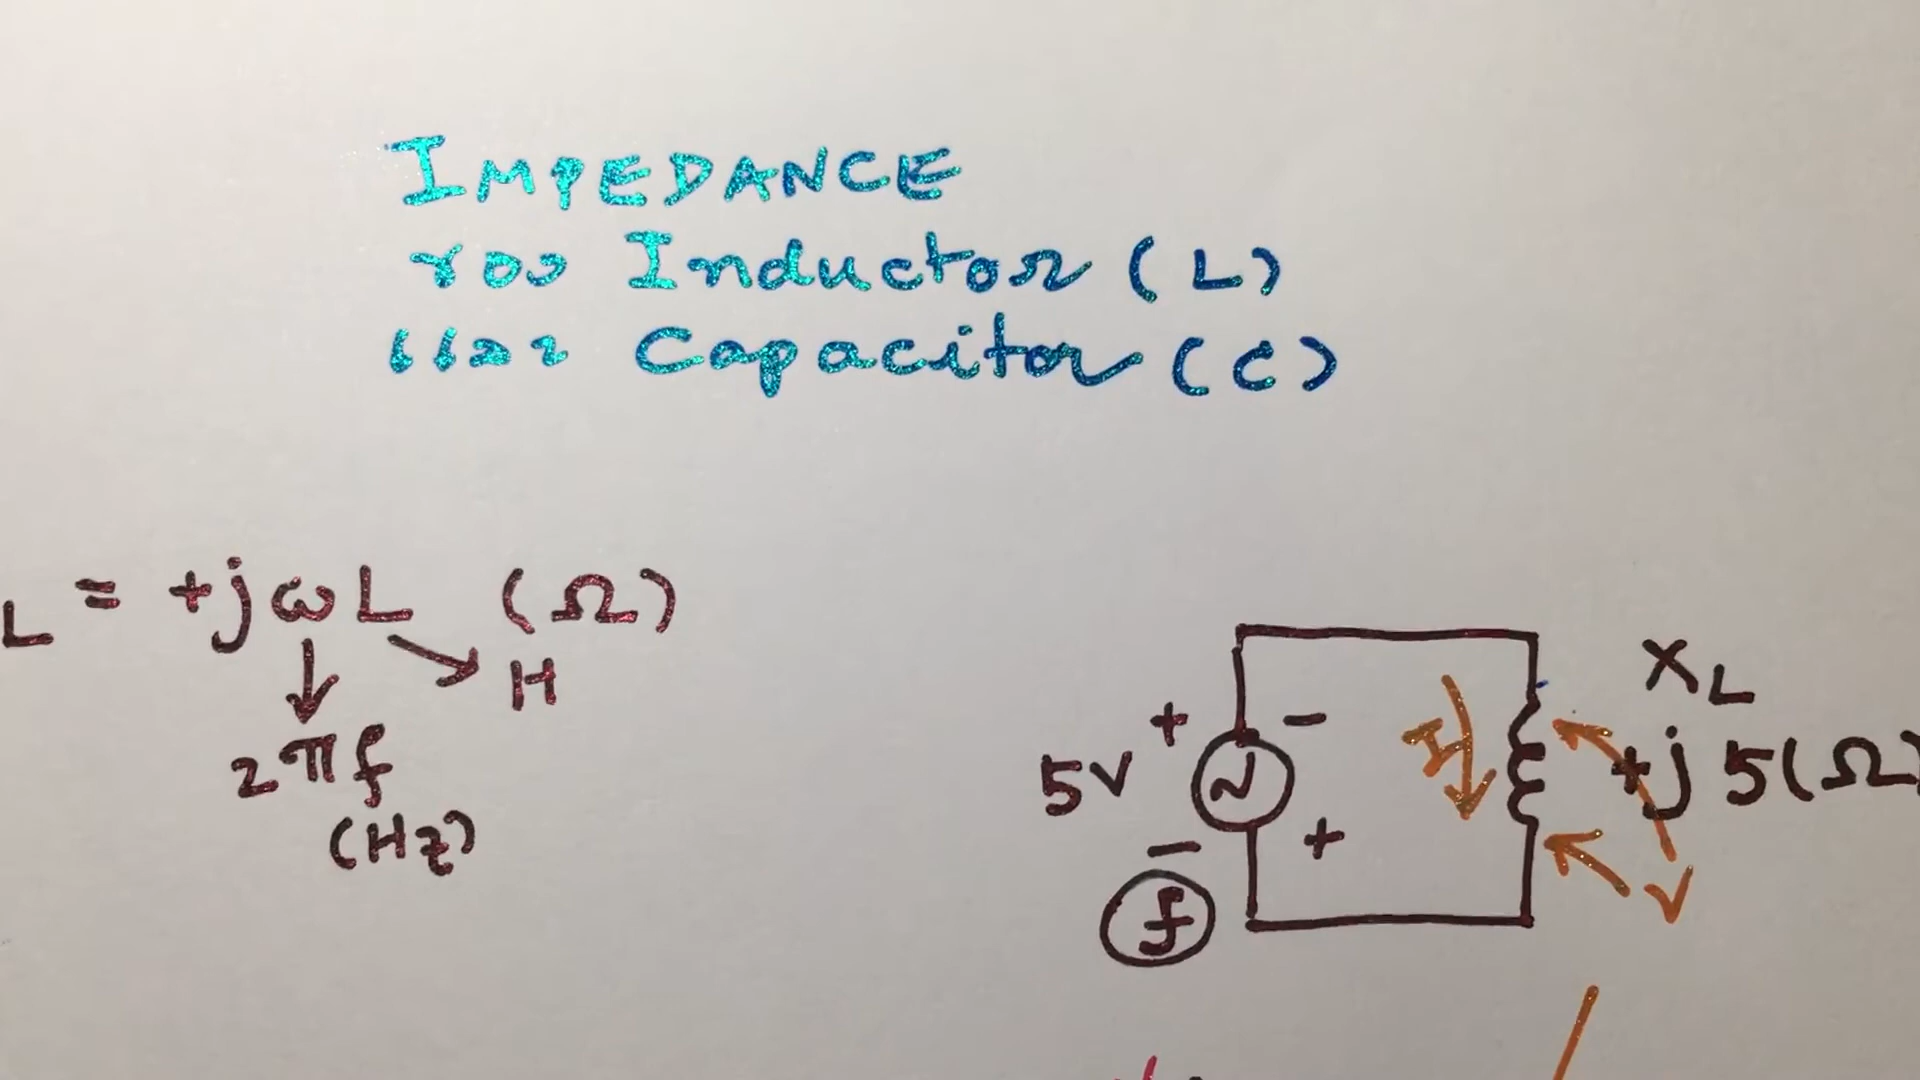 IMPEDANCE
Inductor (L)
Capacitor (C)
L = +jωL (Ω)
H
2πf
(Hz)
XL
+j 5(Ω)
+ −
5V
I
− +
f
V